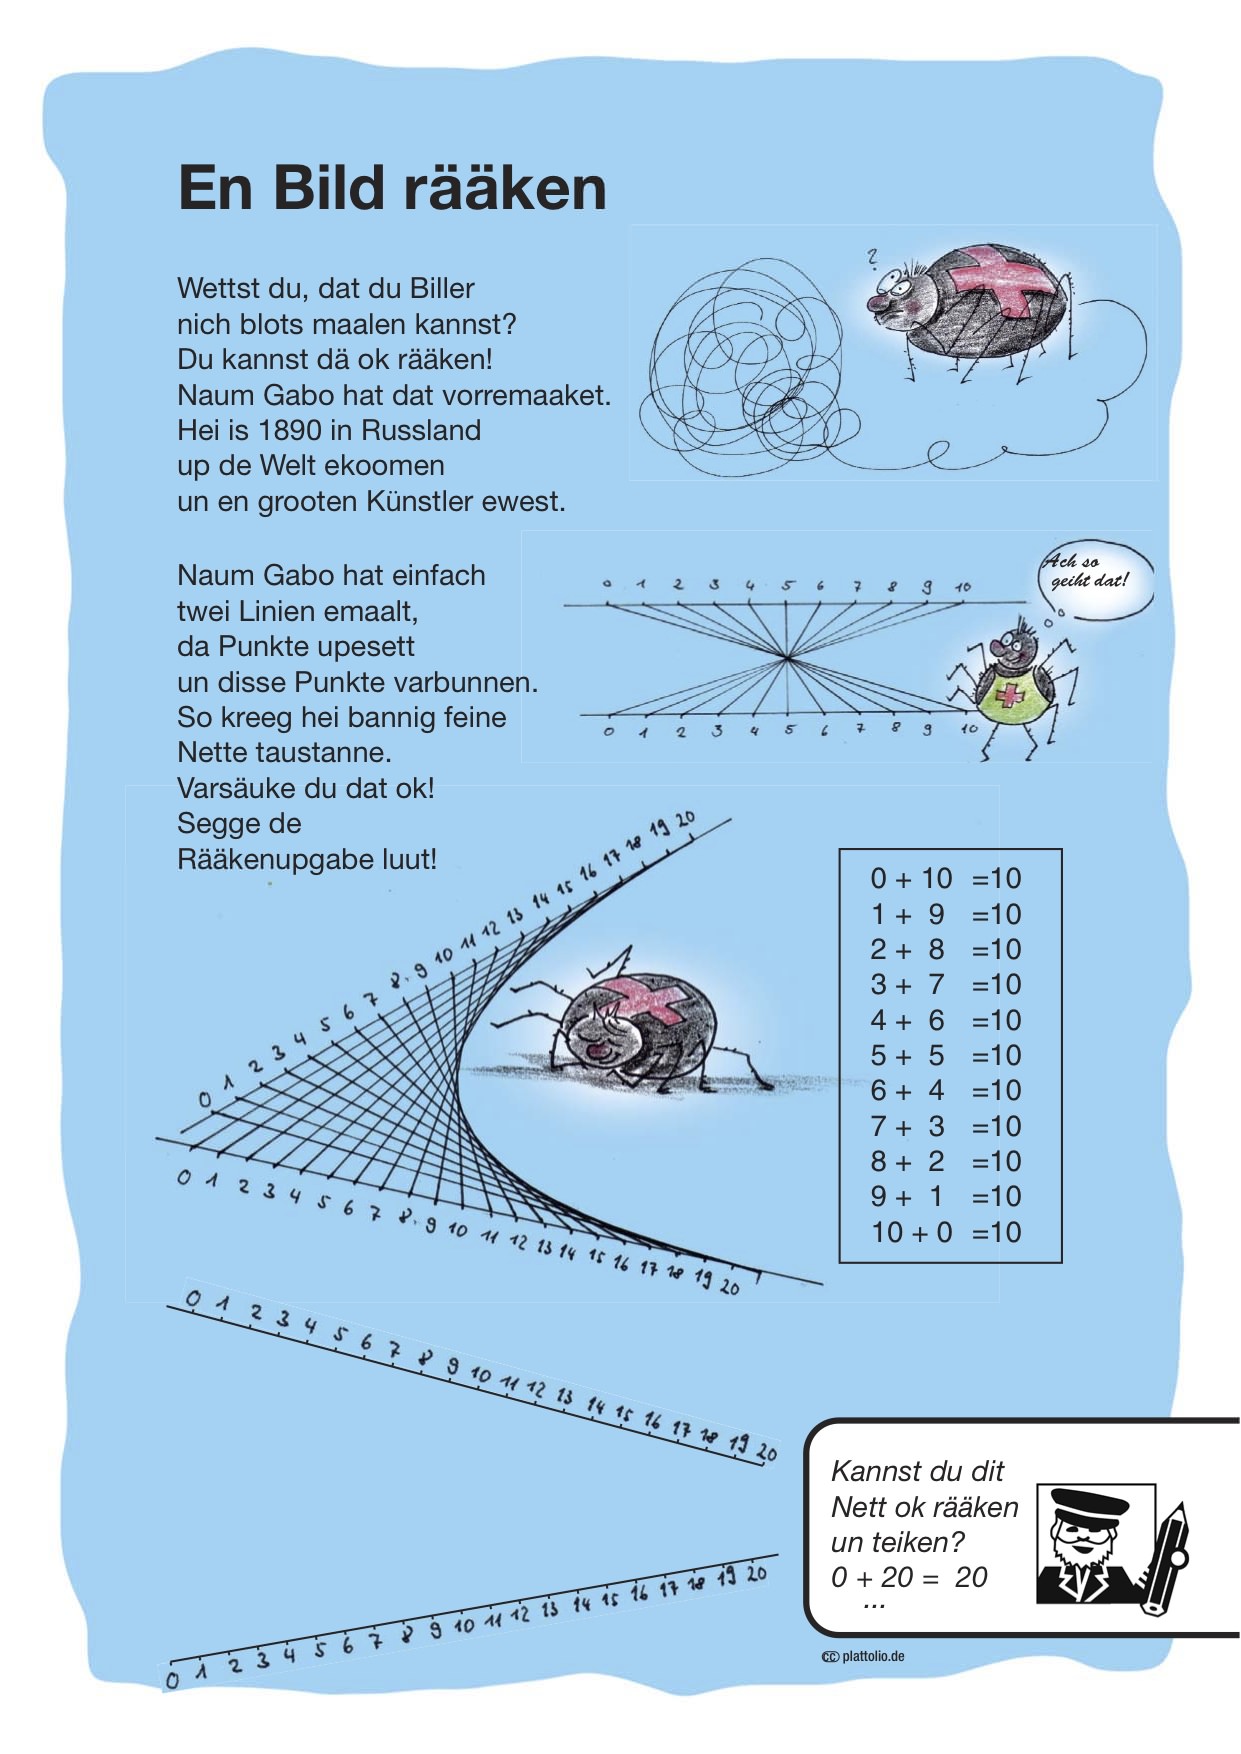 En Bild rääken
Wettst du, dat du Biller
nich blots maalen kannst?
Du kannst dä ok rääken!
Naum Gabo hat dat vorremaaket.
Hei is 1890 in Russland
up de Welt ekoomen
un en grooten Künstler ewest.
?
Naum Gabo hat einfach
twei Linien emaalt,
da Punkte upesett
un disse Punkte varbunnen.
So kreeg hei bannig feine
Nette taustanne.
Varsäuke du dat ok!
Segge de
Rääkenupgabe luut!
0 1 2 3 4 5 6 7 8 9 10
Ach so
geiht dat!
0 1 2 3 4 5 6 7 8 9 10
0 1 2 3 4 5 6 7 8 9 10 11 12 13 14 15 16 17 18 19 20
0 1 2 3 4 5 6 7 8 9 10 11 12 13 14 15 16 17 18 19 20
0 + 10 =10
1 + 9 =10
2 + 8 =10
3 + 7 =10
4 + 6 =10
5 + 5 =10
6 + 4 =10
7 + 3 =10
8 + 2 =10
9 + 1 =10
10 + 0 =10
0 1 2 3 4 5 6 7 8 9 10 11 12 13 14 15 16 17 18 19 20
0 1 2 3 4 5 6 7 8 9 10 11 12 13 14 15 16 17 18 19 20
Kannst du dit
Nett ok rääken
un teiken?
0 + 20 = 20
...
cc plattolio.de